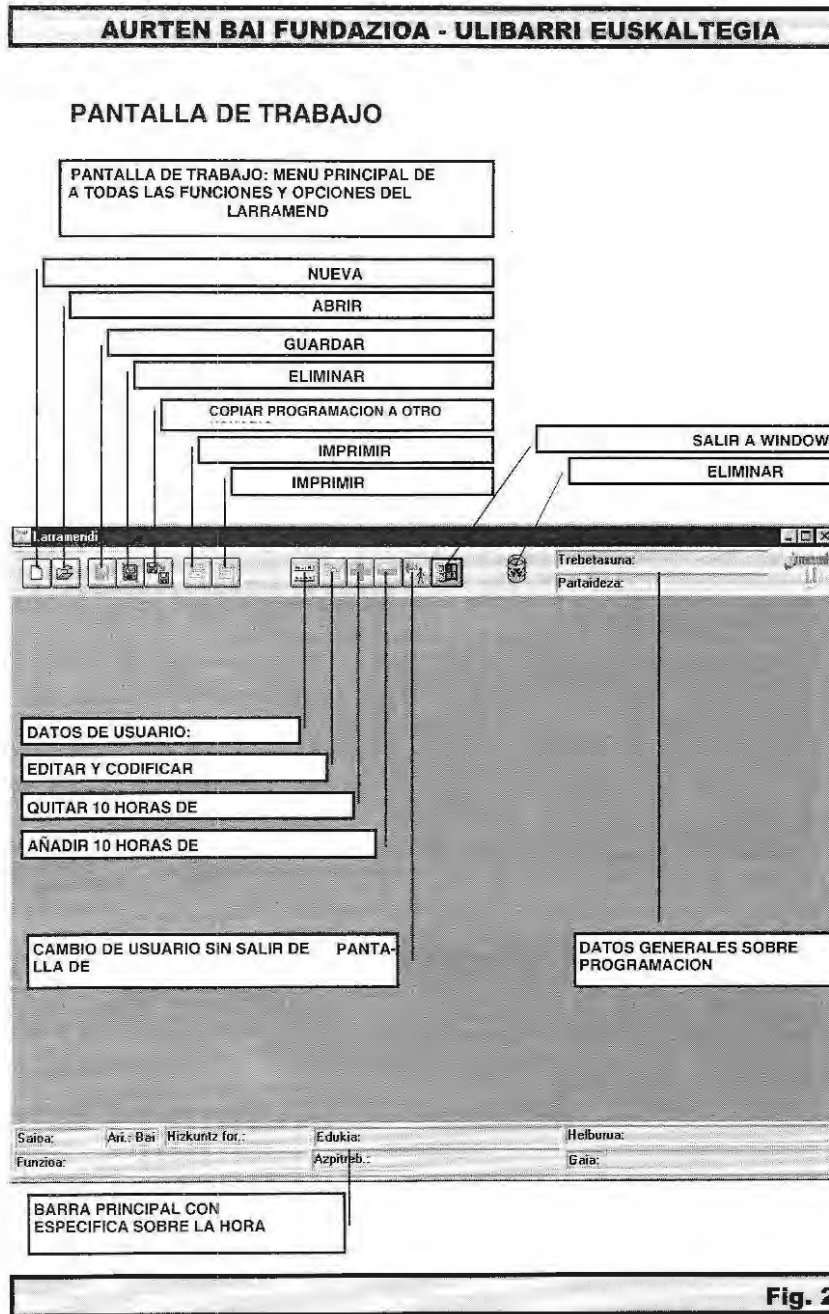 AURTEN BAI FUNDAZIOA - ULIBARRI EUSKALTEGIA
PANTALLA DE TRABAJO
PANTALLA DE TRABAJO: MENU PRINCIPAL DE
A TODAS LAS FUNCIONES Y OPCIONES DEL
LARRAMEND
NUEVA
ABRIR
GUARDAR
ELIMINAR
COPIAR PROGRAMACION A OTRO
IMPRIMIR
SALIR A WINDOW
ELIMINAR
IMPRIMIR
Larramendi
Trebetasuna:
Partaideza:
DATOS DE USUARIO:
EDITAR Y CODIFICAR
QUITAR 10 HORAS DE
AÑADIR 10 HORAS DE
CAMBIO DE USUARIO SIN SALIR DE PANTA-
LLA DE
DATOS GENERALES SOBRE
PROGRAMACION
Saioa: Ari.: Bai Hizkuntz for.: Edukia: Helburua:
Funzioa: Azpitreb.: Gaia:
BARRA PRINCIPAL CON
ESPECIFICA SOBRE LA HORA
Fig. 2